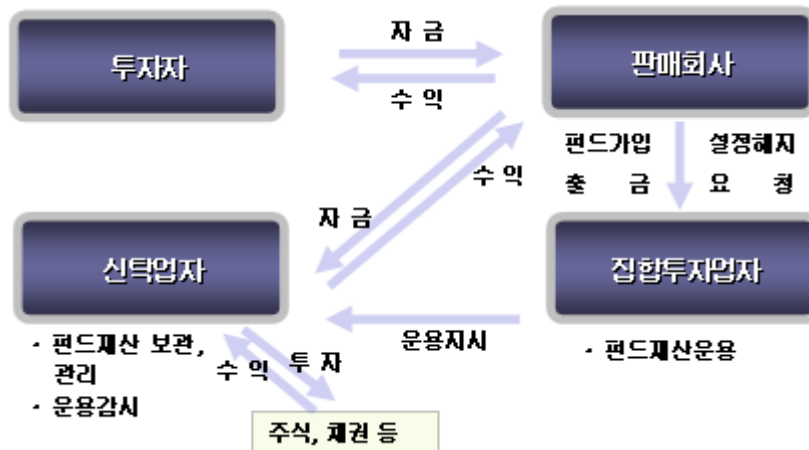 자 금
투자자
판매회사
수 익
펀드가입 설정해지
출 금 요 청
수 익
자 금
신탁업자
집합투자업자
운용지시
· 펀드재산 보관,
관리
· 운용감시
수 익
투 자
· 펀드재산운용
주식, 채권 등